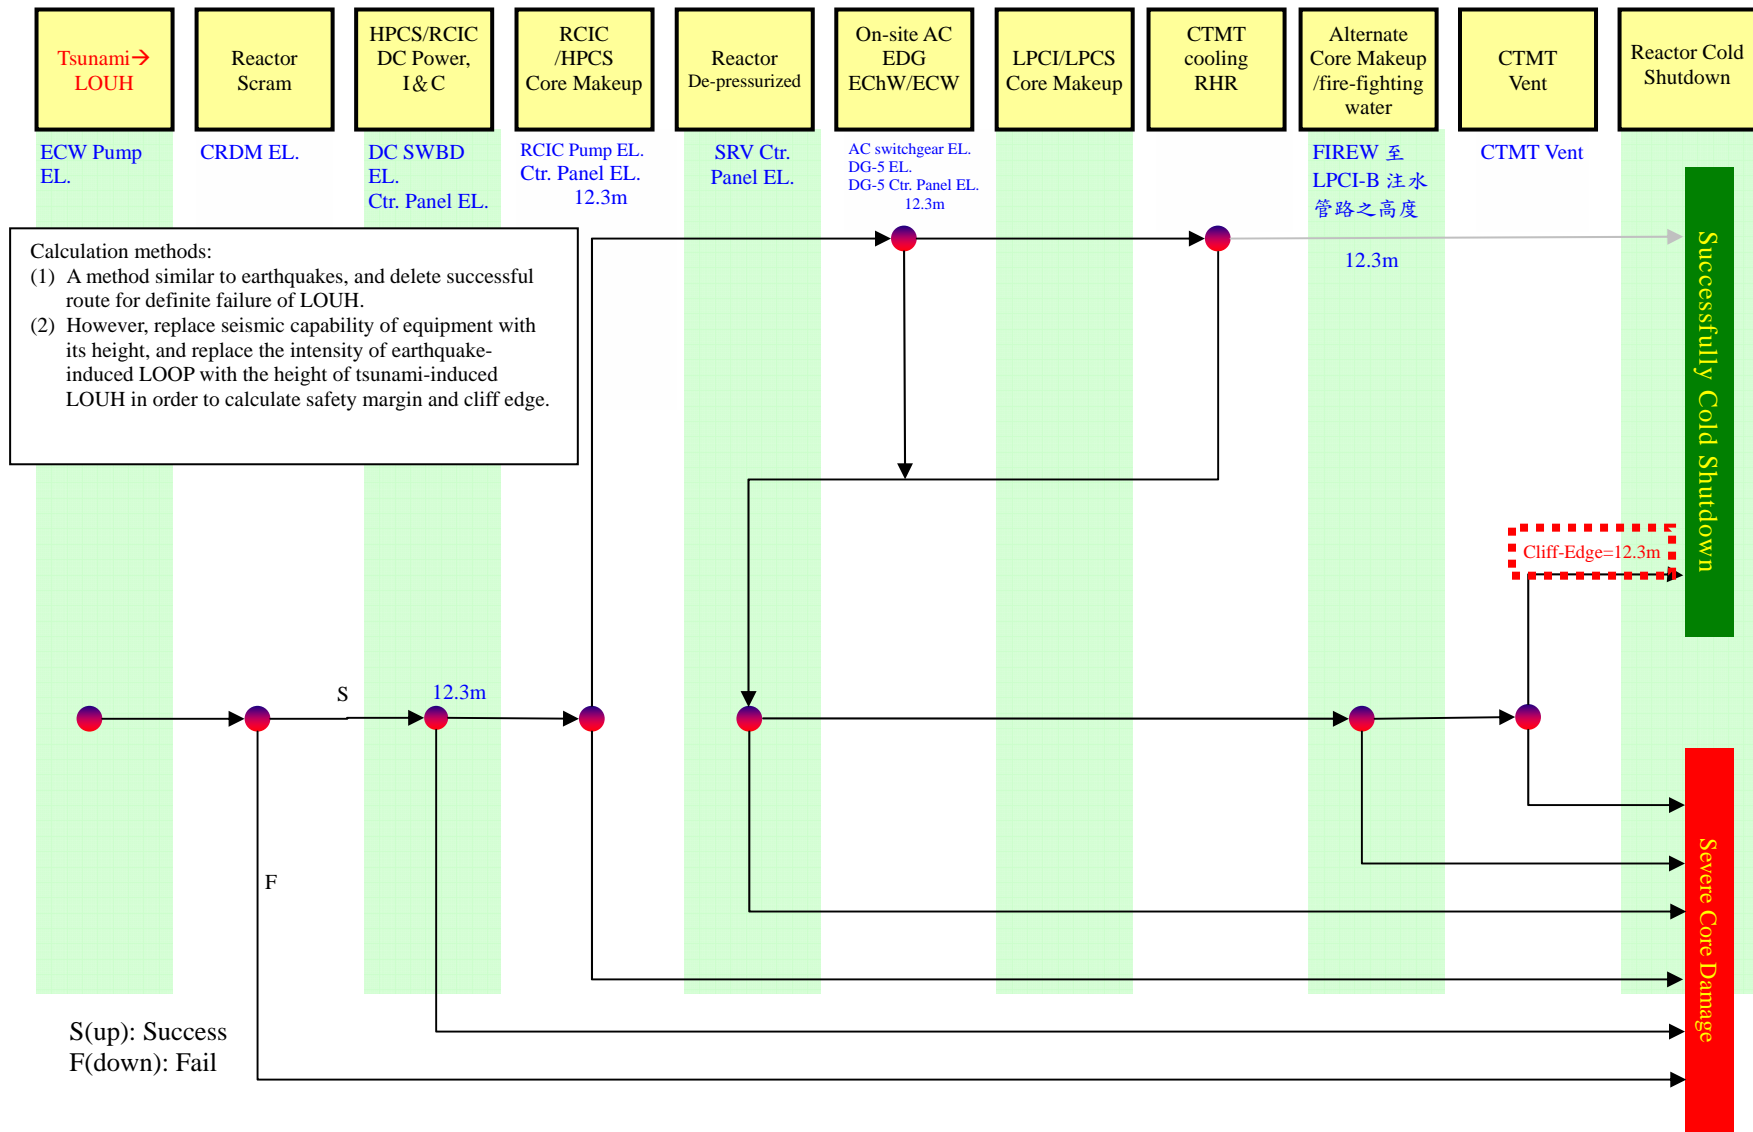 Tsunami→
LOUH
Reactor
Scram
HPCS/RCIC
DC Power,
I&C
RCIC
/HPCS
Core Makeup
Reactor
De-pressurized
On-site AC
EDG
EChW/ECW
LPCI/LPCS
Core Makeup
CTMT
cooling
RHR
Alternate
Core Makeup
/fire-fighting
water
CTMT
Vent
Reactor Cold
Shutdown
ECW Pump
EL.
CRDM EL.
DC SWBD
EL.
Ctr. Panel EL.
RCIC Pump EL.
Ctr. Panel EL.
12.3m
SRV Ctr.
Panel EL.
AC switchgear EL.
DG-5 EL.
DG-5 Ctr. Panel EL.
12.3m
FIREW 至
LPCI-B 注水
管路之高度
12.3m
CTMT Vent
Calculation methods:
(1) A method similar to earthquakes, and delete successful
route for definite failure of LOUH.
(2) However, replace seismic capability of equipment with
its height, and replace the intensity of earthquake-
induced LOOP with the height of tsunami-induced
LOUH in order to calculate safety margin and cliff edge.
Successfully Cold Shutdown
Cliff-Edge=12.3m
S
12.3m
F
Severe Core Damage
S(up): Success
F(down): Fail